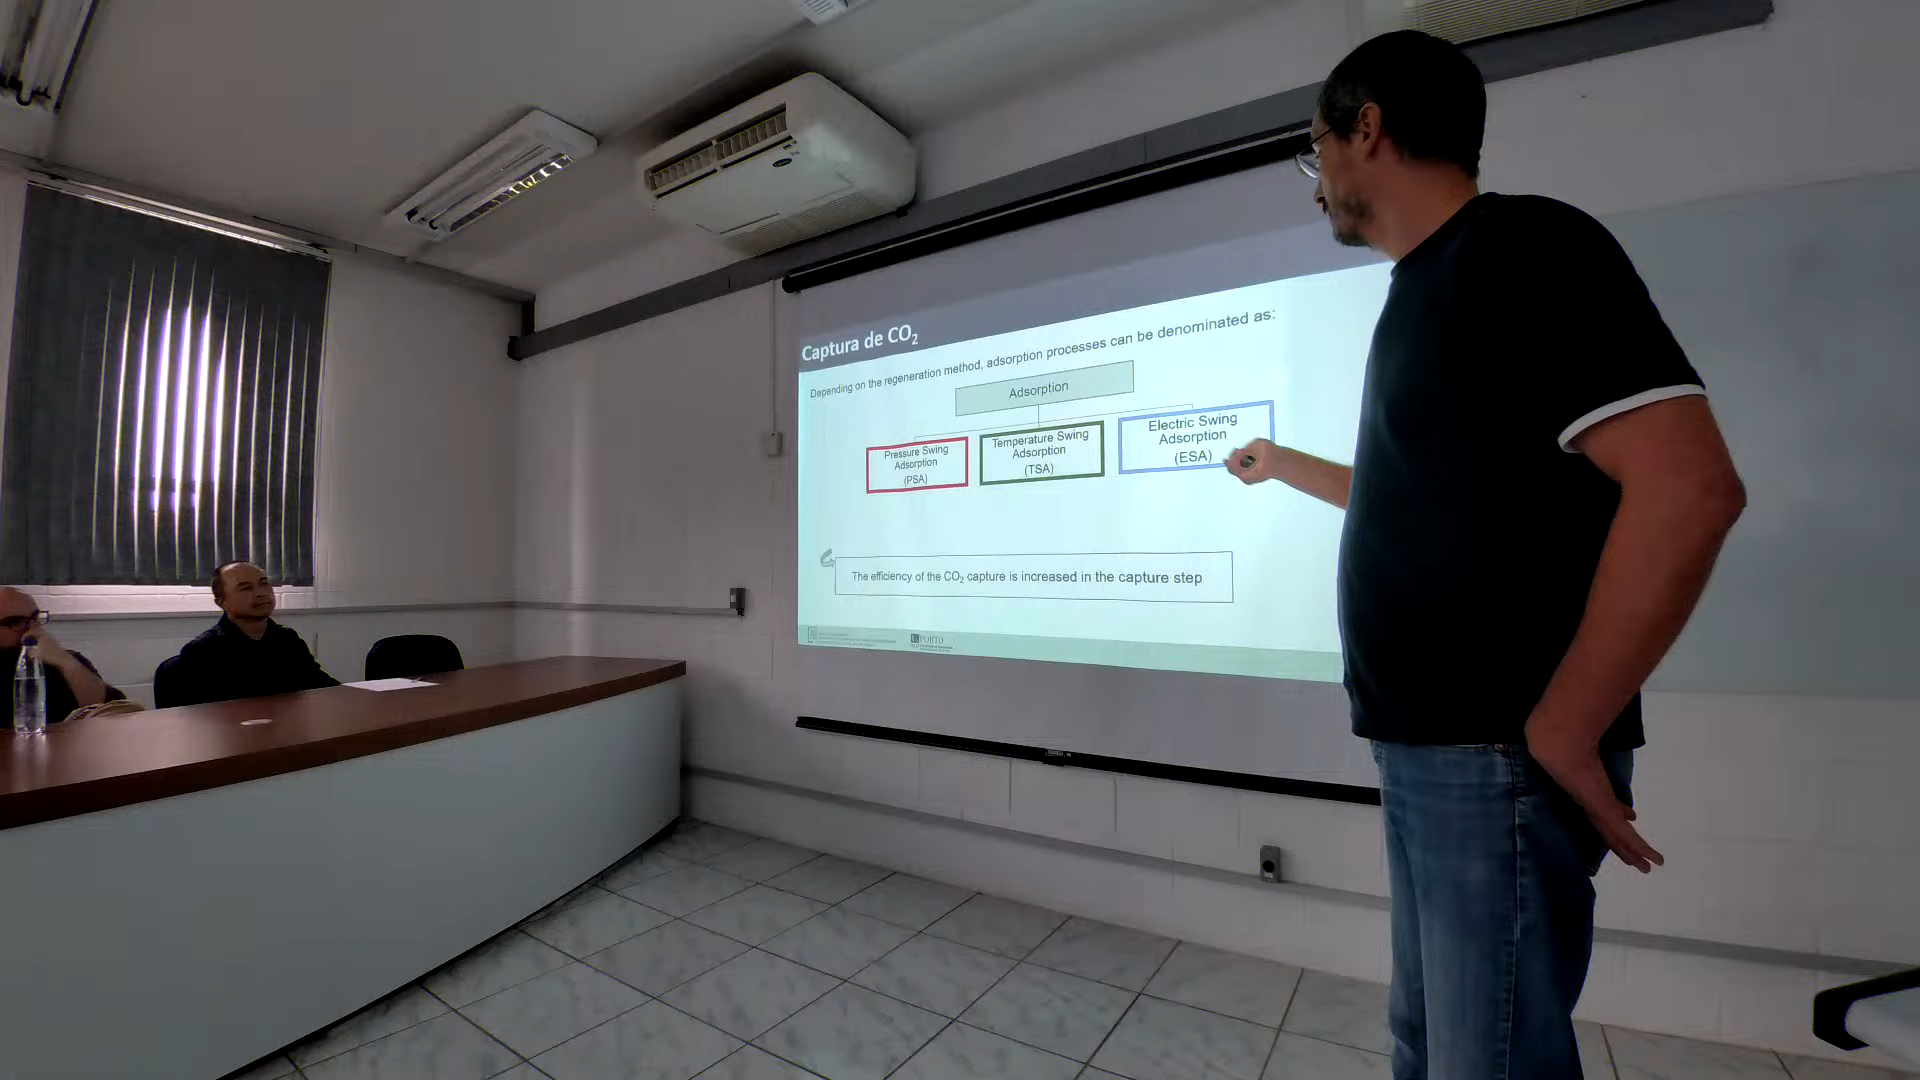 Captura de CO₂
Depending on the regeneration method, adsorption processes can be denominated as:
Adsorption
Pressure Swing
Adsorption
(PSA)
Temperature Swing
Adsorption
(TSA)
Electric Swing
Adsorption
(ESA)
The efficiency of the CO₂ capture is increased in the capture step
PORTO